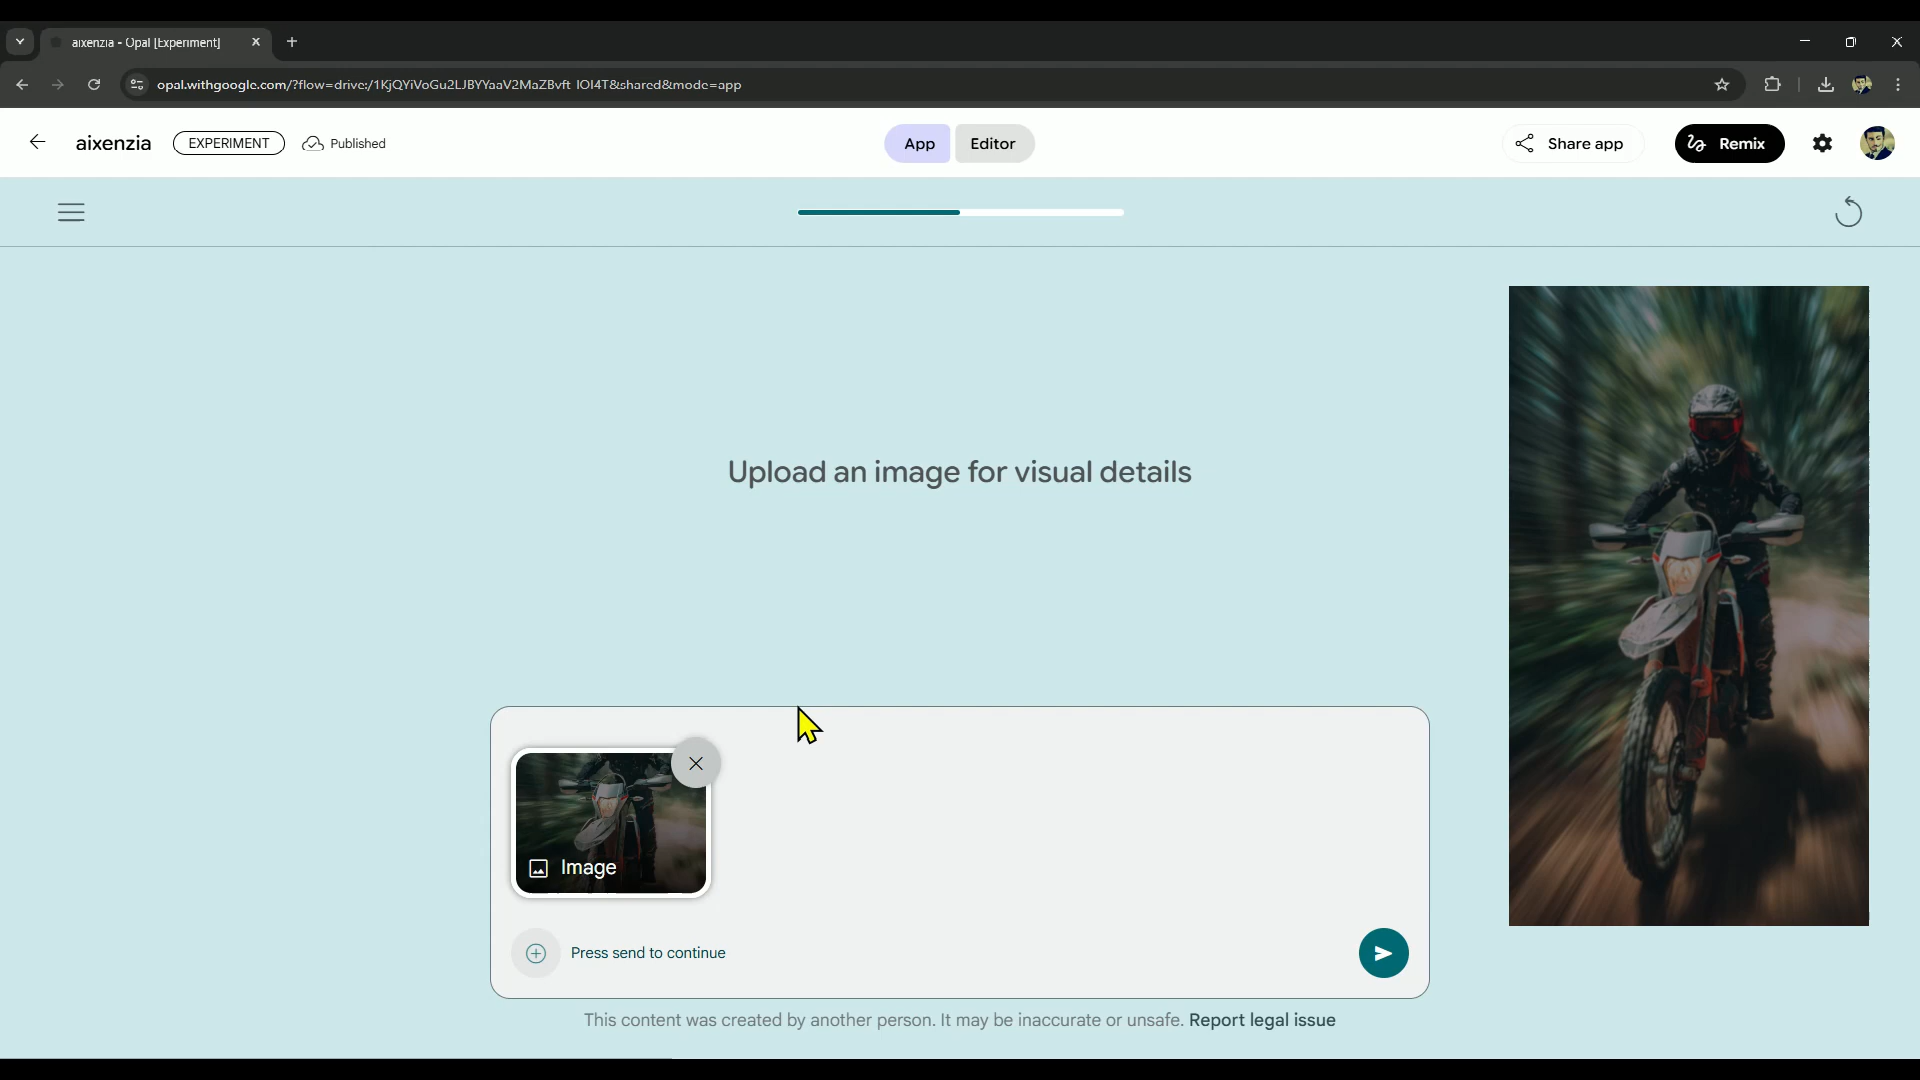 aixenzia - Opal [Experiment]
opal.withgoogle.com/?flow=drive:/1KjQYiVoGu2LJBYYaaV2MaZBvft IOI4T&shared&mode=app
aixenzia
EXPERIMENT
Published
App
Editor
Share app
Remix
Upload an image for visual details
Image
Press send to continue
This content was created by another person. It may be inaccurate or unsafe. Report legal issue